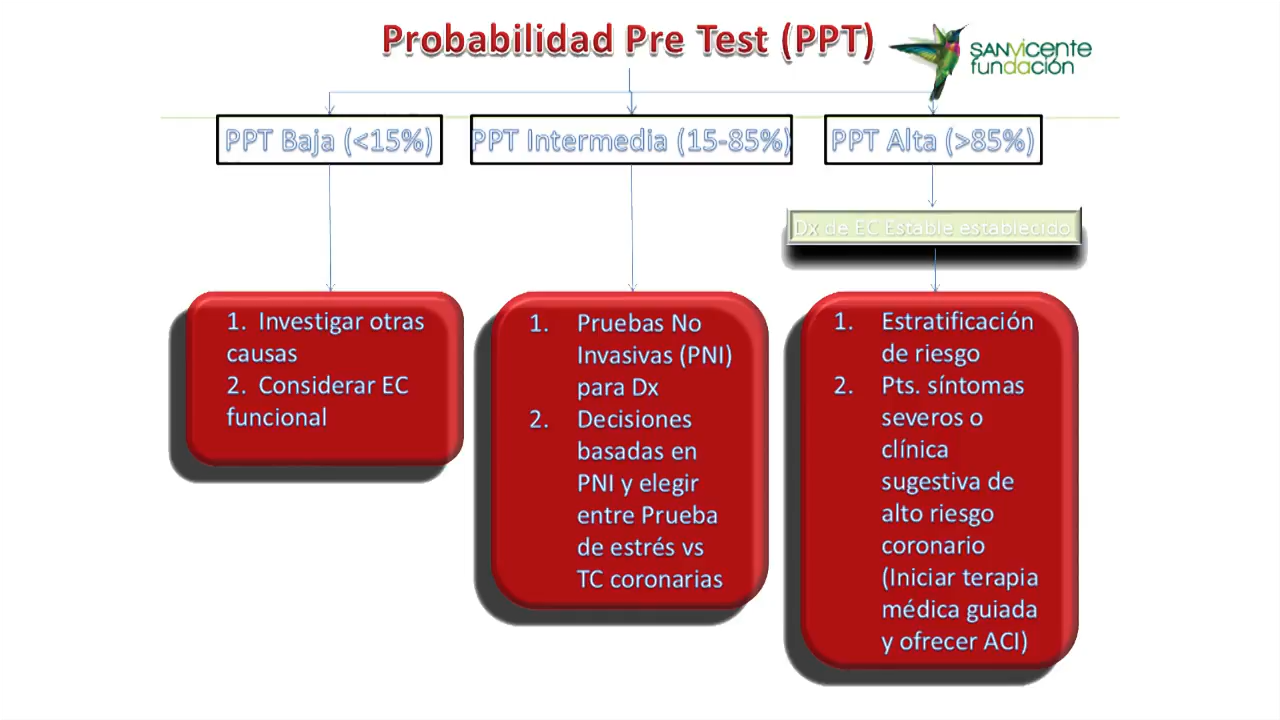 Probabilidad Pre Test (PPT)
SANVicente
fundación
PPT Baja (<15%)
PPT Intermedia (15-85%)
PPT Alta (>85%)
Dx de EC Estable establecido
1. Investigar otras
causas
2. Considerar EC
funcional
1. Pruebas No
Invasivas (PNI)
para Dx
2. Decisiones
basadas en
PNI y elegir
entre Prueba
de estrés vs
TC coronarias
1. Estratificación
de riesgo
2. Pts. síntomas
severos o
clínica
sugestiva de
alto riesgo
coronario
(Iniciar terapia
médica guiada
y ofrecer ACI)